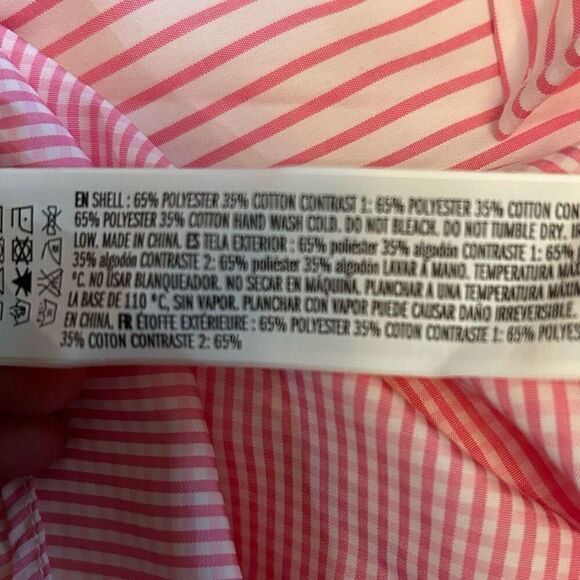 EN SHELL : 65% POLYESTER 35% COTTON CONTRAST 1: 65% POLYESTER 35% COTTON CON
65% POLYESTER 35% COTTON HAND WASH COLD. DO NOT BLEACH. DO NOT TUMBLE DRY. IR
LOW. MADE IN CHINA. ES TELA EXTERIOR : 65% poliéster 35% algodón CONTRASTE 1: 65%
35% algodón CONTRASTE 2: 65% poliéster 35% algodón LAVAR A MANO. TEMPERATURA MÁX
°C. NO USAR BLANQUEADOR. NO SECAR EN MÁQUINA. PLANCHAR A UNA TEMPERATURA MÁXIM
LA BASE DE 110 °C, SIN VAPOR. PLANCHAR CON VAPOR PUEDE CAUSAR DAÑO IRREVERSIBLE.
EN CHINA. FR ÉTOFFE EXTÉRIEURE : 65% POLYESTER 35% COTON CONTRASTE 1: 65% POLYES
35% COTON CONTRASTE 2: 65%